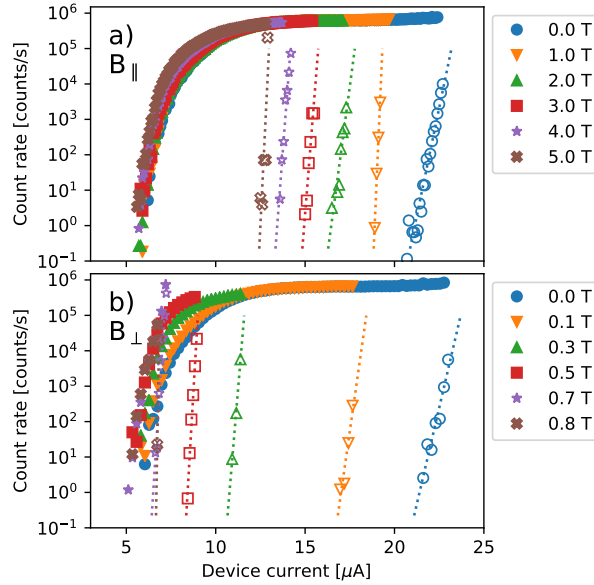 a)
B∥
Count rate [counts/s]
10⁶
10⁵
10⁴
10³
10²
10¹
10⁰
10⁻¹
0.0 T
1.0 T
2.0 T
3.0 T
4.0 T
5.0 T
b)
B⊥
Count rate [counts/s]
10⁶
10⁵
10⁴
10³
10²
10¹
10⁰
10⁻¹
0.0 T
0.1 T
0.3 T
0.5 T
0.7 T
0.8 T
5 10 15 20 25
Device current [μA]